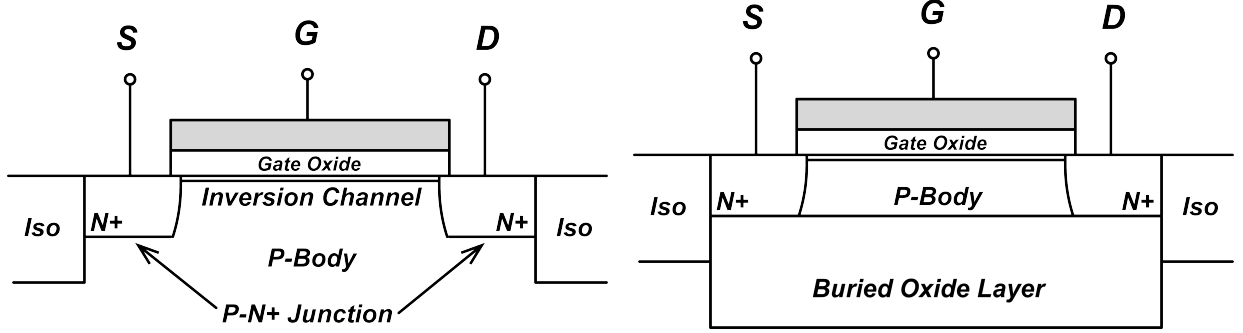 S G D
Gate Oxide
Inversion Channel
Iso N+ N+ Iso
P-Body
P-N+ Junction
S G D
Gate Oxide
P-Body
Iso N+ N+ Iso
Buried Oxide Layer